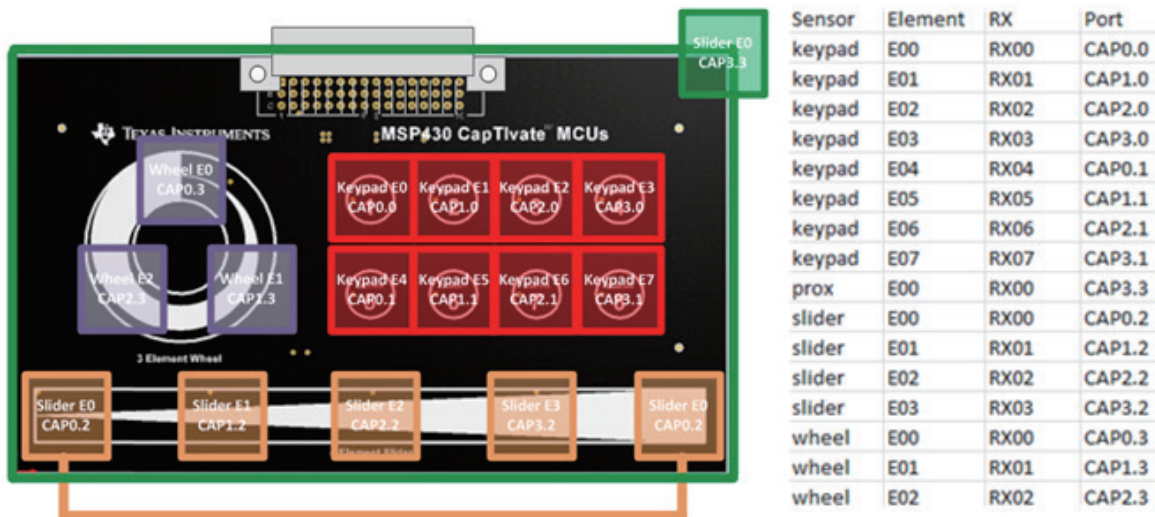 Slider E0
CAP3.3
TEXAS INSTRUMENTS
MSP430 CapTIvate™ MCUs
Wheel E0
CAP0.3
Wheel E2
CAP2.3
Wheel E1
CAP1.3
3 Element Wheel
Keypad E0
CAP0.0
Keypad E1
CAP1.0
Keypad E2
CAP2.0
Keypad E3
CAP3.0
Keypad E4
CAP0.1
Keypad E5
CAP1.1
Keypad E6
CAP2.1
Keypad E7
CAP3.1
Slider E0
CAP0.2
Slider E1
CAP1.2
Slider E2
CAP2.2
Slider E3
CAP3.2
Slider E0
CAP0.2
Element Slider
Sensor Element RX Port
keypad E00 RX00 CAP0.0
keypad E01 RX01 CAP1.0
keypad E02 RX02 CAP2.0
keypad E03 RX03 CAP3.0
keypad E04 RX04 CAP0.1
keypad E05 RX05 CAP1.1
keypad E06 RX06 CAP2.1
keypad E07 RX07 CAP3.1
prox E00 RX00 CAP3.3
slider E00 RX00 CAP0.2
slider E01 RX01 CAP1.2
slider E02 RX02 CAP2.2
slider E03 RX03 CAP3.2
wheel E00 RX00 CAP0.3
wheel E01 RX01 CAP1.3
wheel E02 RX02 CAP2.3